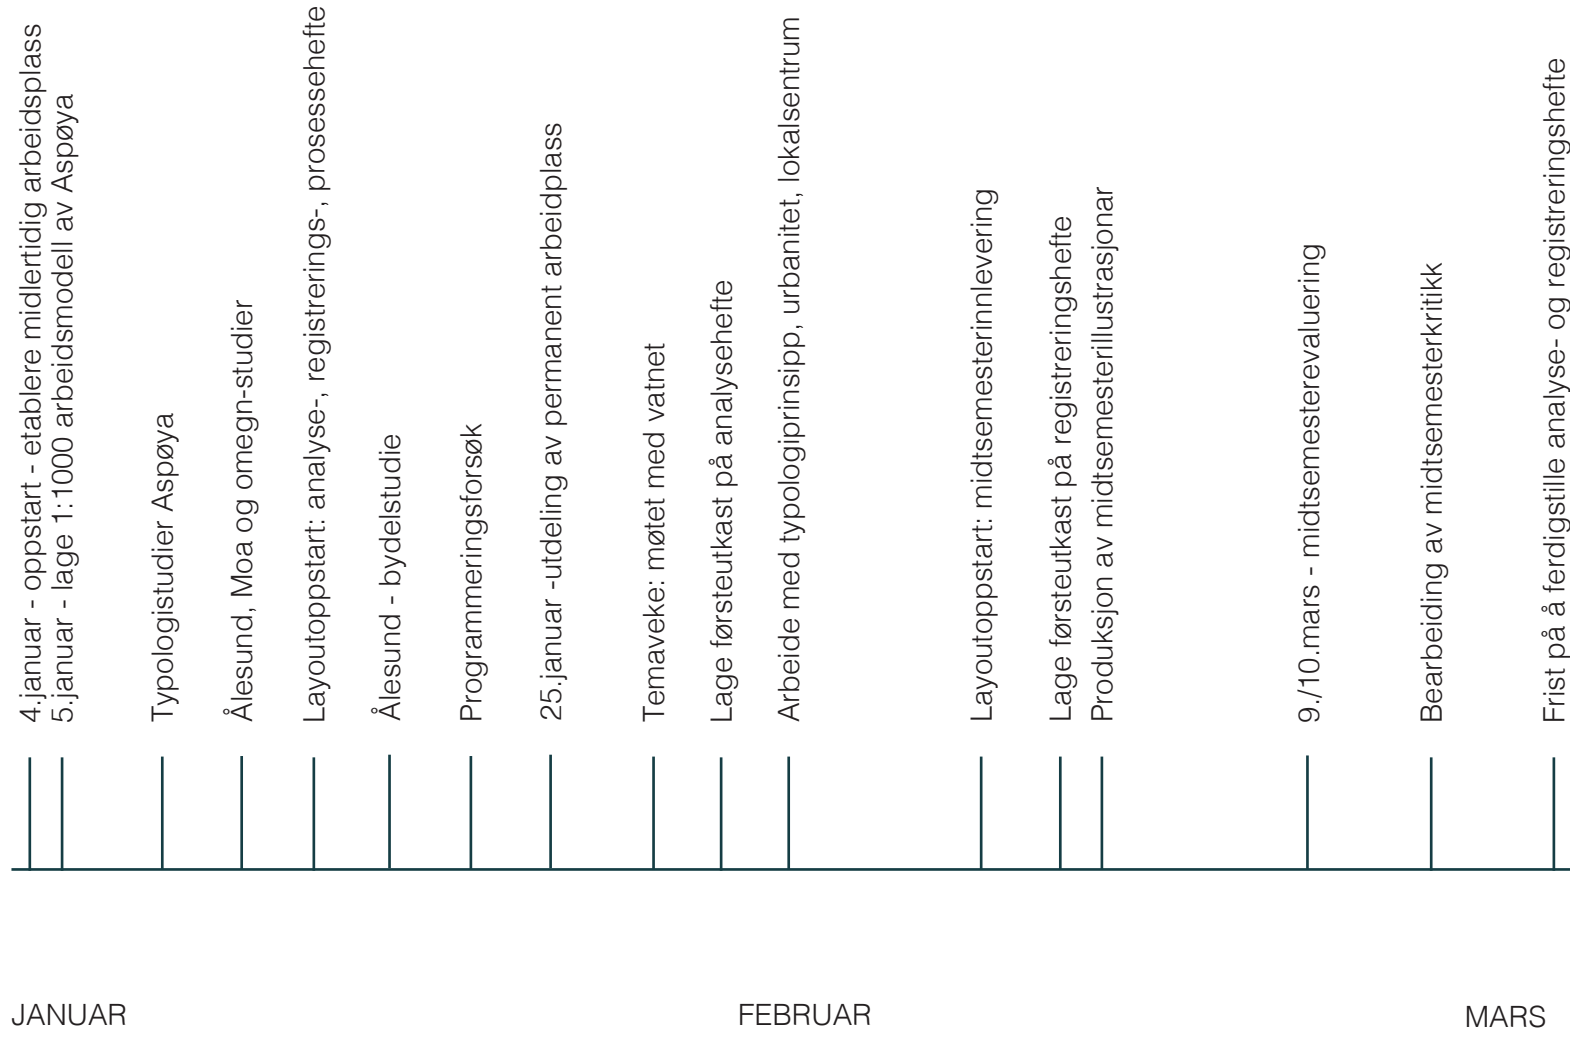 4.januar - oppstart - etablere midlertidig arbeidsplass
5.januar - lage 1:1000 arbeidsmodell av Aspøya
Typologistudier Aspøya
Ålesund, Moa og omegn-studier
Layoutoppstart: analyse-, registrerings-, prosessehefte
Ålesund - bydelstudie
Programmeringsforsøk
25.januar -utdeling av permanent arbeidplass
Temaveke: møtet med vatnet
Lage førsteutkast på analysehefte
Arbeide med typologiprinsipp, urbanitet, lokalsentrum
Layoutoppstart: midtsemesterinnlevering
Lage førsteutkast på registreringshefte
Produksjon av midtsemesterillustrasjonar
9./10.mars - midtsemesterevaluering
Bearbeiding av midtsemesterkritikk
Frist på å ferdigstille analyse- og registreringshefte
JANUAR
FEBRUAR
MARS